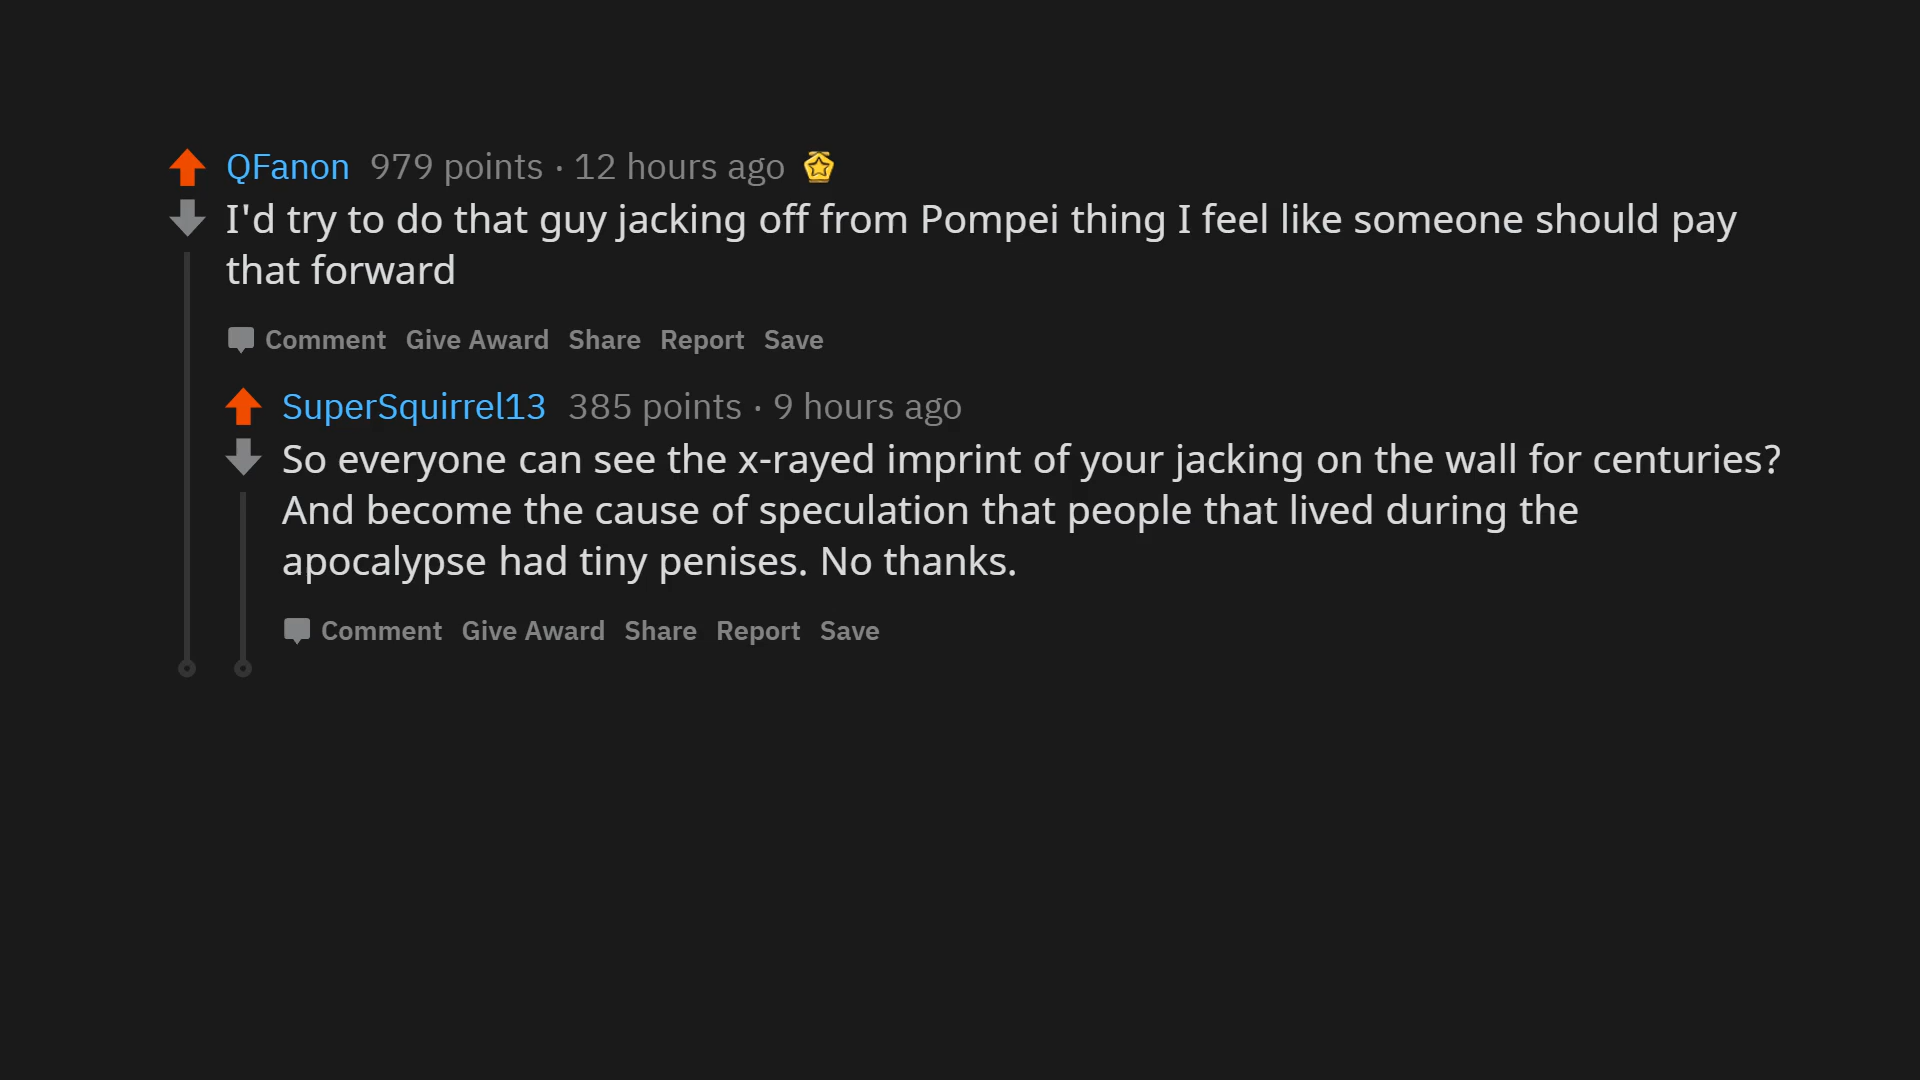 QFanon 979 points · 12 hours ago
I'd try to do that guy jacking off from Pompei thing I feel like someone should pay
that forward
Comment Give Award Share Report Save
SuperSquirrel13 385 points · 9 hours ago
So everyone can see the x-rayed imprint of your jacking on the wall for centuries?
And become the cause of speculation that people that lived during the
apocalypse had tiny penises. No thanks.
Comment Give Award Share Report Save